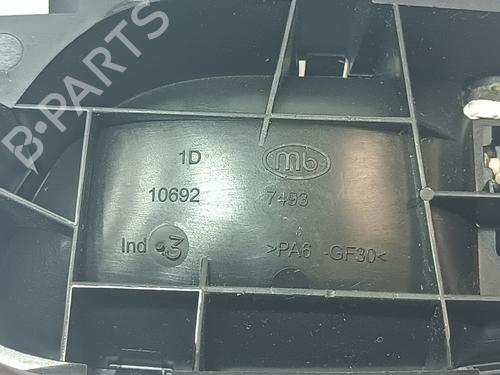 B-PARTS
1D mb
10692 7493
Ind 3 >PA6 -GF30<